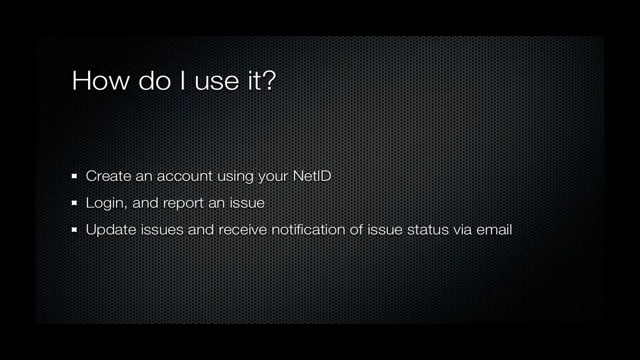 How do I use it?
Create an account using your NetID
Login, and report an issue
Update issues and receive notification of issue status via email